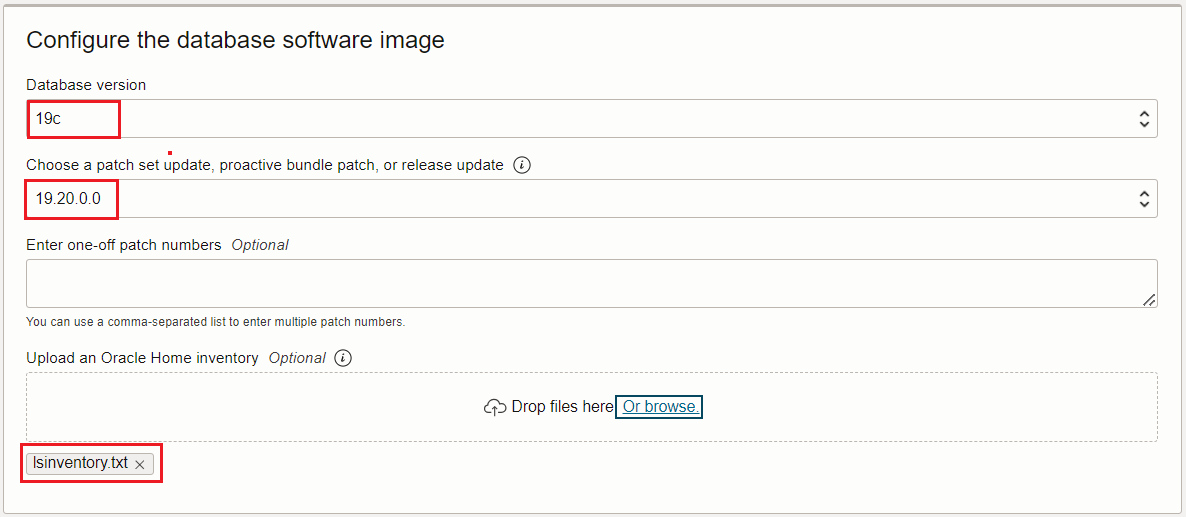 Configure the database software image
Database version
19c
Choose a patch set update, proactive bundle patch, or release update
19.20.0.0
Enter one-off patch numbers Optional
You can use a comma-separated list to enter multiple patch numbers.
Upload an Oracle Home inventory Optional
Drop files here Or browse.
lsinventory.txt